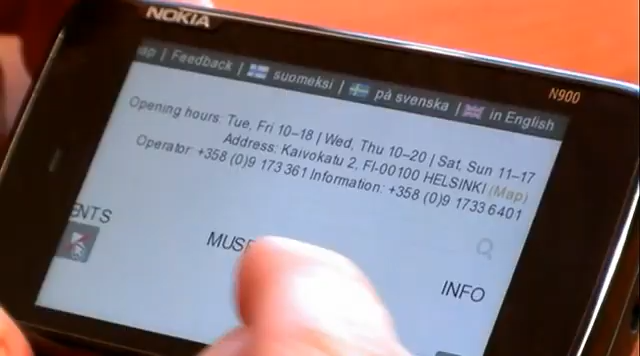 NOKIA
N900
ap | Feedback | suomeksi | på svenska | in English
Opening hours: Tue, Fri 10–18 | Wed, Thu 10–20 | Sat, Sun 11–17
Address: Kaivokatu 2, FI-00100 HELSINKI (Map)
Operator: +358 (0)9 173 361 Information: +358 (0)9 1733 6401
ENTS
MUSE
INFO